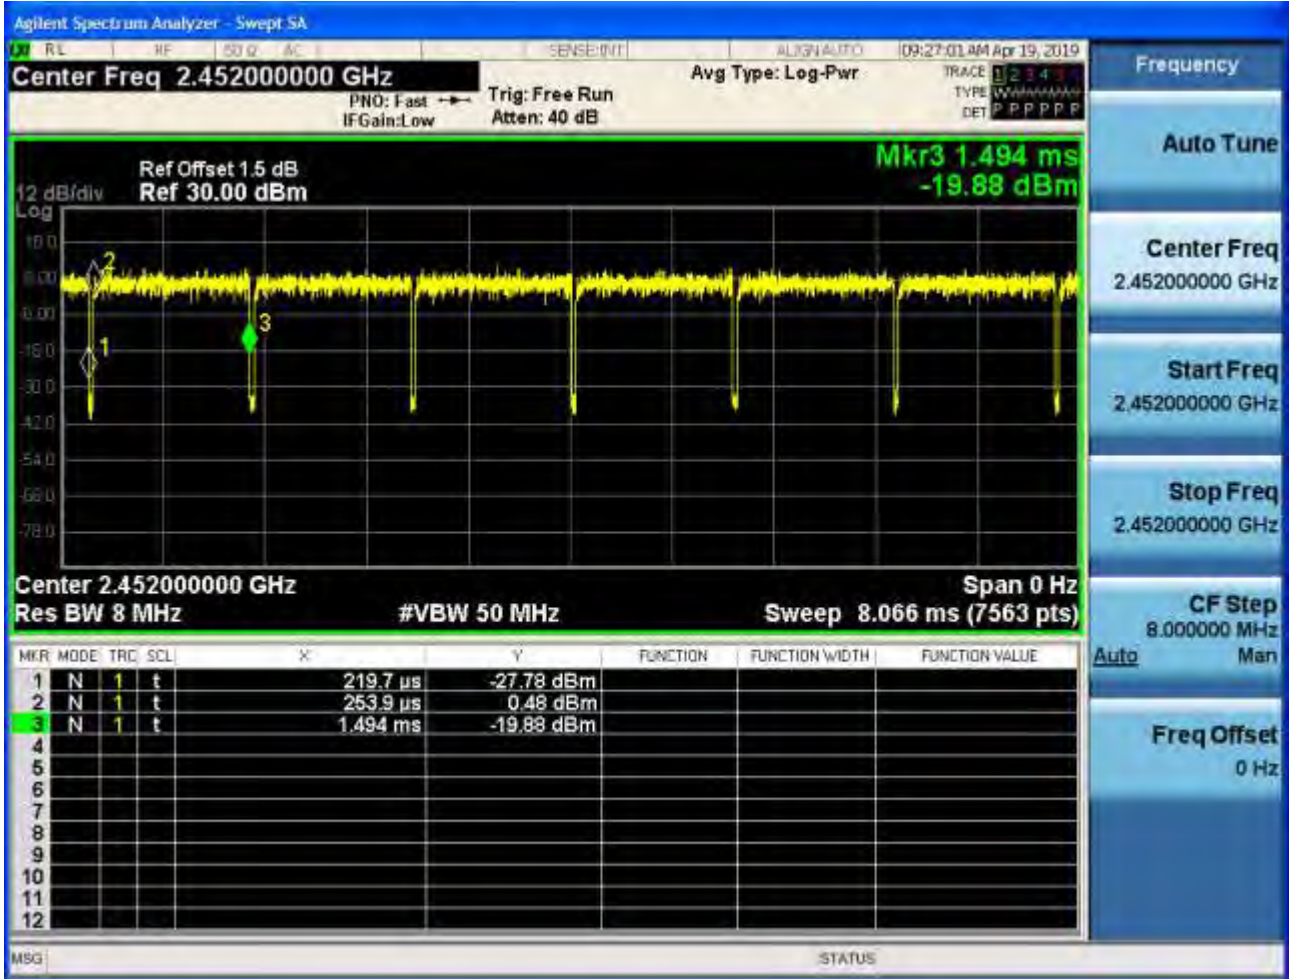 Agilent Spectrum Analyzer - Swept SA
LXI RL RF 50 Ω AC SENSE:INT ALIGN AUTO 09:27:01 AM Apr 19, 2019
Center Freq 2.452000000 GHz
PNO: Fast
IFGain:Low
Trig: Free Run
Atten: 40 dB
Avg Type: Log-Pwr
TRACE 1 2 3 4 5 6
TYPE
DET P P P P P P
Mkr3 1.494 ms
-19.88 dBm
Ref Offset 1.5 dB
12 dB/div Ref 30.00 dBm
Log
18.0
6.00
-6.00
-18.0
-30.0
-42.0
-54.0
-66.0
-78.0
2
1
3
Center 2.452000000 GHz Span 0 Hz
Res BW 8 MHz #VBW 50 MHz Sweep 8.066 ms (7563 pts)
MKR MODE TRC SCL X Y FUNCTION FUNCTION WIDTH FUNCTION VALUE
1 N 1 t 219.7 µs -27.78 dBm
2 N 1 t 253.9 µs 0.48 dBm
3 N 1 t 1.494 ms -19.88 dBm
4
5
6
7
8
9
10
11
12
MSG STATUS
Frequency
Auto Tune
Center Freq
2.452000000 GHz
Start Freq
2.452000000 GHz
Stop Freq
2.452000000 GHz
CF Step
8.000000 MHz
Auto Man
Freq Offset
0 Hz